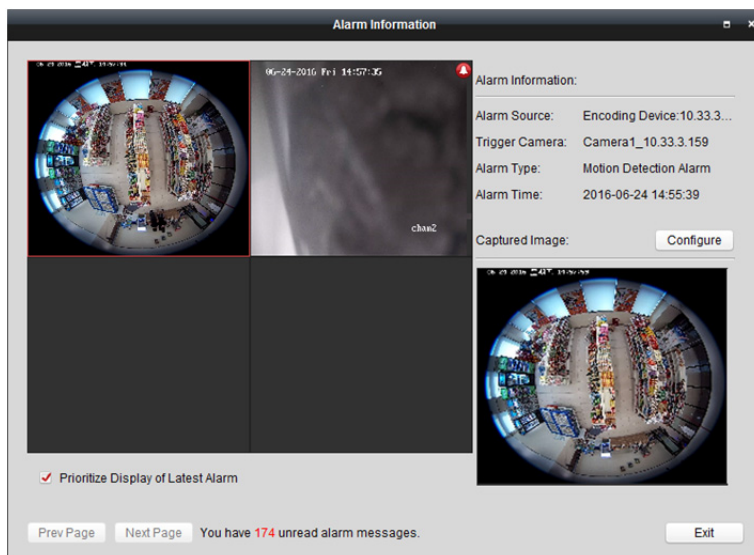 Alarm Information
06-24-2016 Fri 14:57:35
chan2
Alarm Information:
Alarm Source: Encoding Device:10.33.3...
Trigger Camera: Camera1_10.33.3.159
Alarm Type: Motion Detection Alarm
Alarm Time: 2016-06-24 14:55:39
Captured Image: Configure
Prioritize Display of Latest Alarm
Prev Page Next Page You have 174 unread alarm messages. Exit